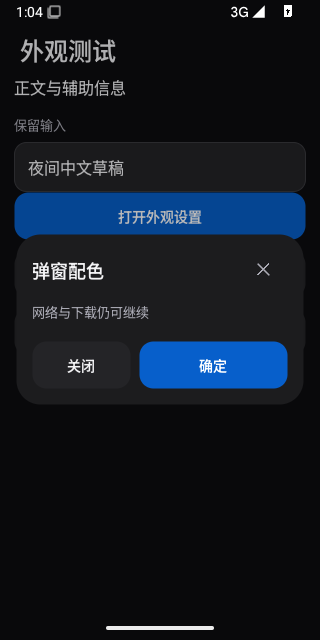 1:04
3G
外观测试
正文与辅助信息
保留输入
夜间中文草稿
打开外观设置
弹窗配色
网络与下载仍可继续
关闭 确定